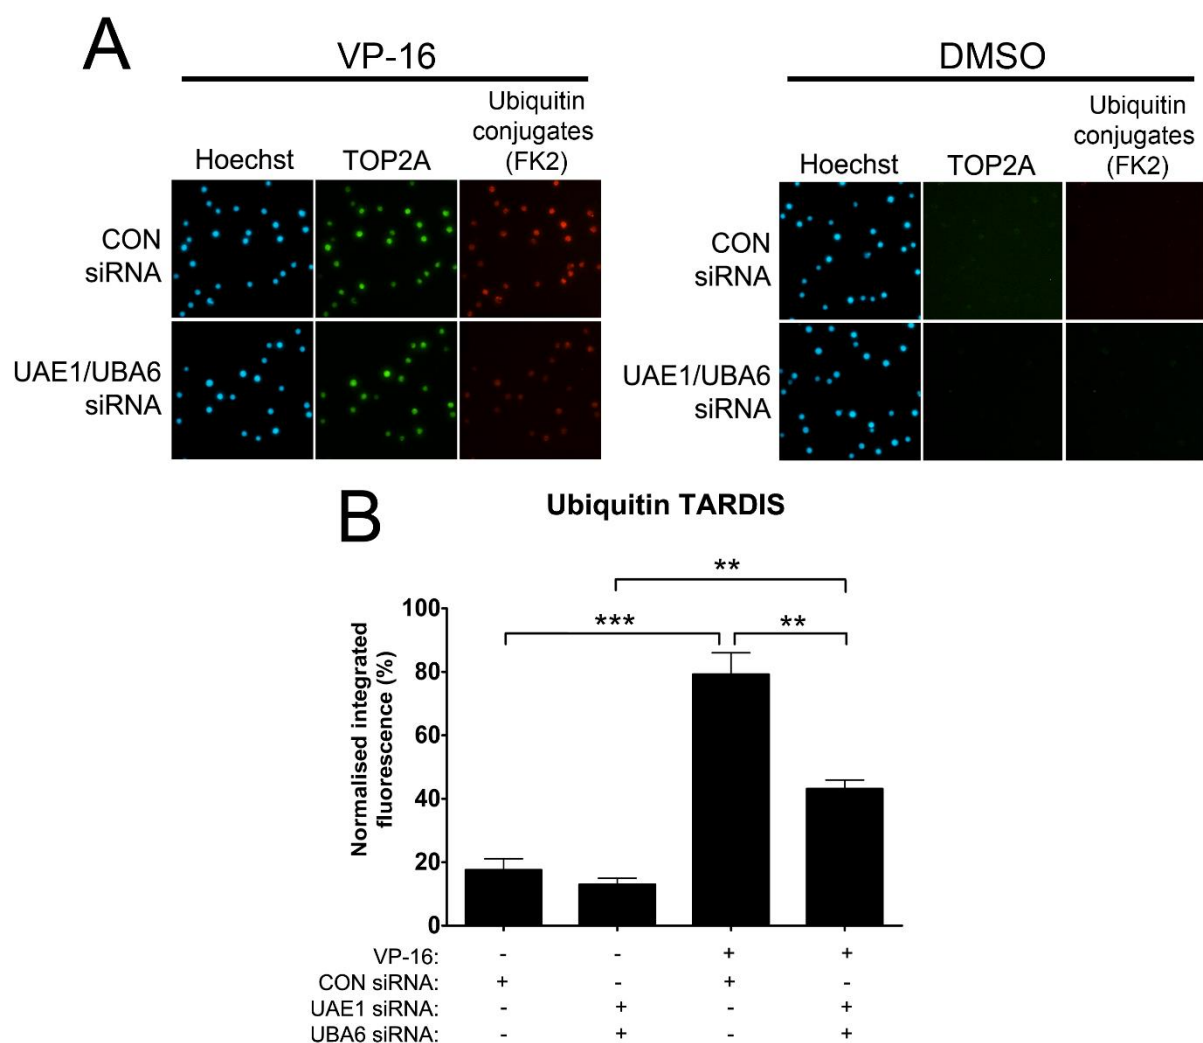 A
VP-16
DMSO
Hoechst
TOP2A
Ubiquitin
conjugates
(FK2)
Hoechst
TOP2A
Ubiquitin
conjugates
(FK2)
CON
siRNA
CON
siRNA
UAE1/UBA6
siRNA
UAE1/UBA6
siRNA
B
Ubiquitin TARDIS
Normalised integrated
fluorescence (%)
100
80
60
40
20
0
**
***
**
VP-16: - - + +
CON siRNA: + - + -
UAE1 siRNA: - + - +
UBA6 siRNA: - + - +